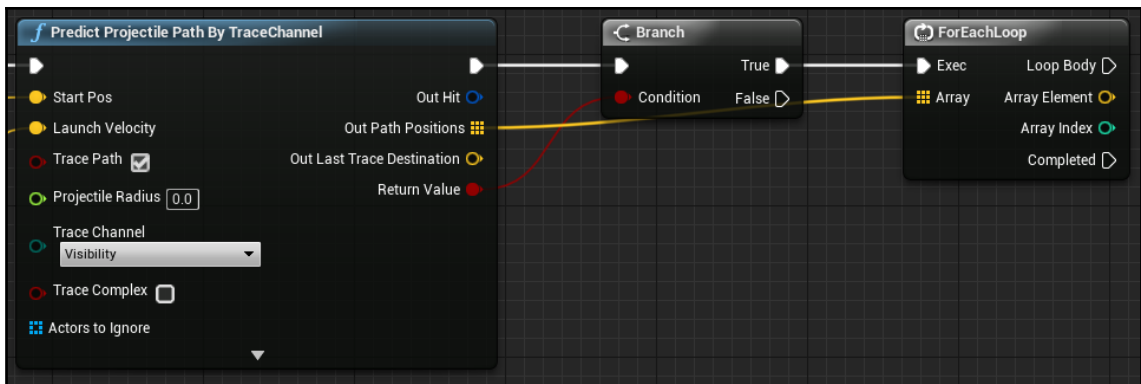 f Predict Projectile Path By TraceChannel
Start Pos
Out Hit
Launch Velocity
Out Path Positions
Trace Path
Out Last Trace Destination
Projectile Radius 0.0
Return Value
Trace Channel
Visibility
Trace Complex
Actors to Ignore
Branch
True
Condition
False
ForEachLoop
Exec
Loop Body
Array
Array Element
Array Index
Completed